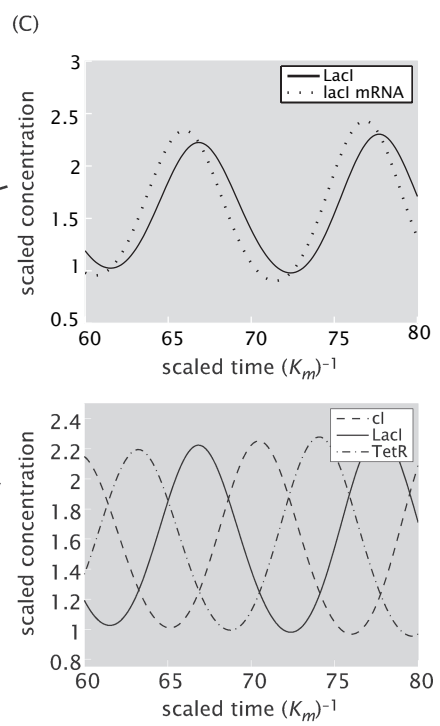 (C)
3
2.5
2
1.5
1
0.5
scaled concentration
LacI
lacI mRNA
60 65 70 75 80
scaled time (Km)-1
2.4
2.2
2
1.8
1.6
1.4
1.2
1
0.8
scaled concentration
cI
LacI
TetR
60 65 70 75 80
scaled time (Km)-1